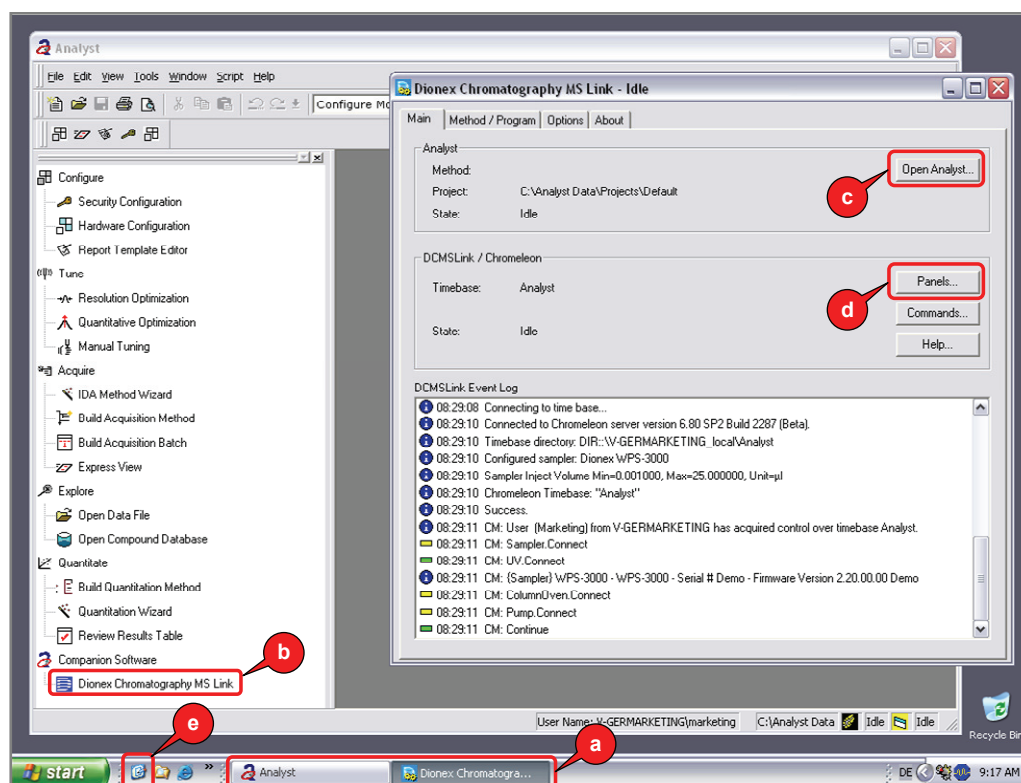 Analyst
File Edit View Tools Window Script Help
Configure Mo
Configure
Security Configuration
Hardware Configuration
Report Template Editor
Tune
Resolution Optimization
Quantitative Optimization
Manual Tuning
Acquire
IDA Method Wizard
Build Acquisition Method
Build Acquisition Batch
Express View
Explore
Open Data File
Open Compound Database
Quantitate
Build Quantitation Method
Quantitation Wizard
Review Results Table
Companion Software
Dionex Chromatography MS Link
b
Dionex Chromatography MS Link - Idle
Main Method / Program Options About
Analyst
Method:
Project: C:\Analyst Data\Projects\Default
State: Idle
Open Analyst...
c
DCMSLink / Chromeleon
Timebase: Analyst
State: Idle
Panels...
d
Commands...
Help...
DCMSLink Event Log
08:29:08 Connecting to time base...
08:29:10 Connected to Chromeleon server version 6.80 SP2 Build 2287 (Beta).
08:29:10 Timebase directory: DIR::\V-GERMARKETING_local\Analyst
08:29:10 Configured sampler: Dionex WPS-3000
08:29:10 Sampler Inject Volume Min=0.001000, Max=25.000000, Unit=µl
08:29:10 Chromeleon Timebase: "Analyst"
08:29:10 Success.
08:29:11 CM: User (Marketing) from V-GERMARKETING has acquired control over timebase Analyst.
08:29:11 CM: Sampler.Connect
08:29:11 CM: UV.Connect
08:29:11 CM: {Sampler} WPS-3000 - WPS-3000 - Serial # Demo - Firmware Version 2.20.00.00 Demo
08:29:11 CM: ColumnOven.Connect
08:29:11 CM: Pump.Connect
08:29:11 CM: Continue
User Name: V-GERMARKETING\marketing C:\Analyst Data Idle Idle
Recycle Bin
e
a
start
Analyst
Dionex Chromatogra...
DE
9:17 AM